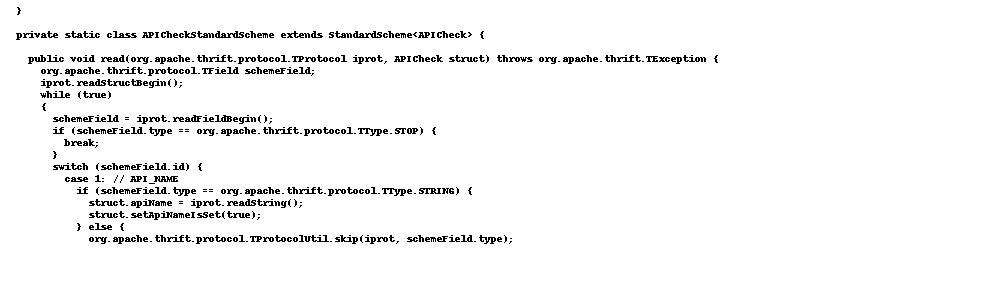 }
private static class APICheckStandardScheme extends StandardScheme<APICheck> {
public void read(org.apache.thrift.protocol.TProtocol iprot, APICheck struct) throws org.apache.thrift.TException {
org.apache.thrift.protocol.TField schemeField;
iprot.readStructBegin();
while (true)
{
schemeField = iprot.readFieldBegin();
if (schemeField.type == org.apache.thrift.protocol.TType.STOP) {
break;
}
switch (schemeField.id) {
case 1: // API_NAME
if (schemeField.type == org.apache.thrift.protocol.TType.STRING) {
struct.apiName = iprot.readString();
struct.setApiNameIsSet(true);
} else {
org.apache.thrift.protocol.TProtocolUtil.skip(iprot, schemeField.type);